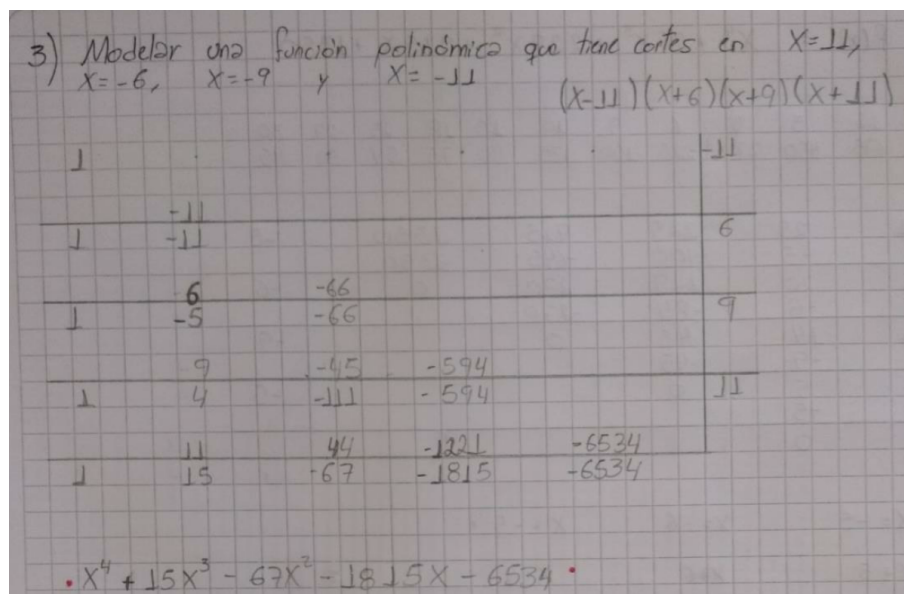 3) Modelar una función polinómica que tiene cortes en X=11,
X=-6, X=-9 y X=-11
(X-11)(X+6)(X+9)(X+11)
1 -11
-11
1 -11 6
6 -66
1 -5 -66 9
9 -45 -594
1 4 -111 -594 11
11 44 -1221 -6534
1 15 -67 -1815 -6534
• X⁴ + 15X³ - 67X² - 1815X - 6534 •